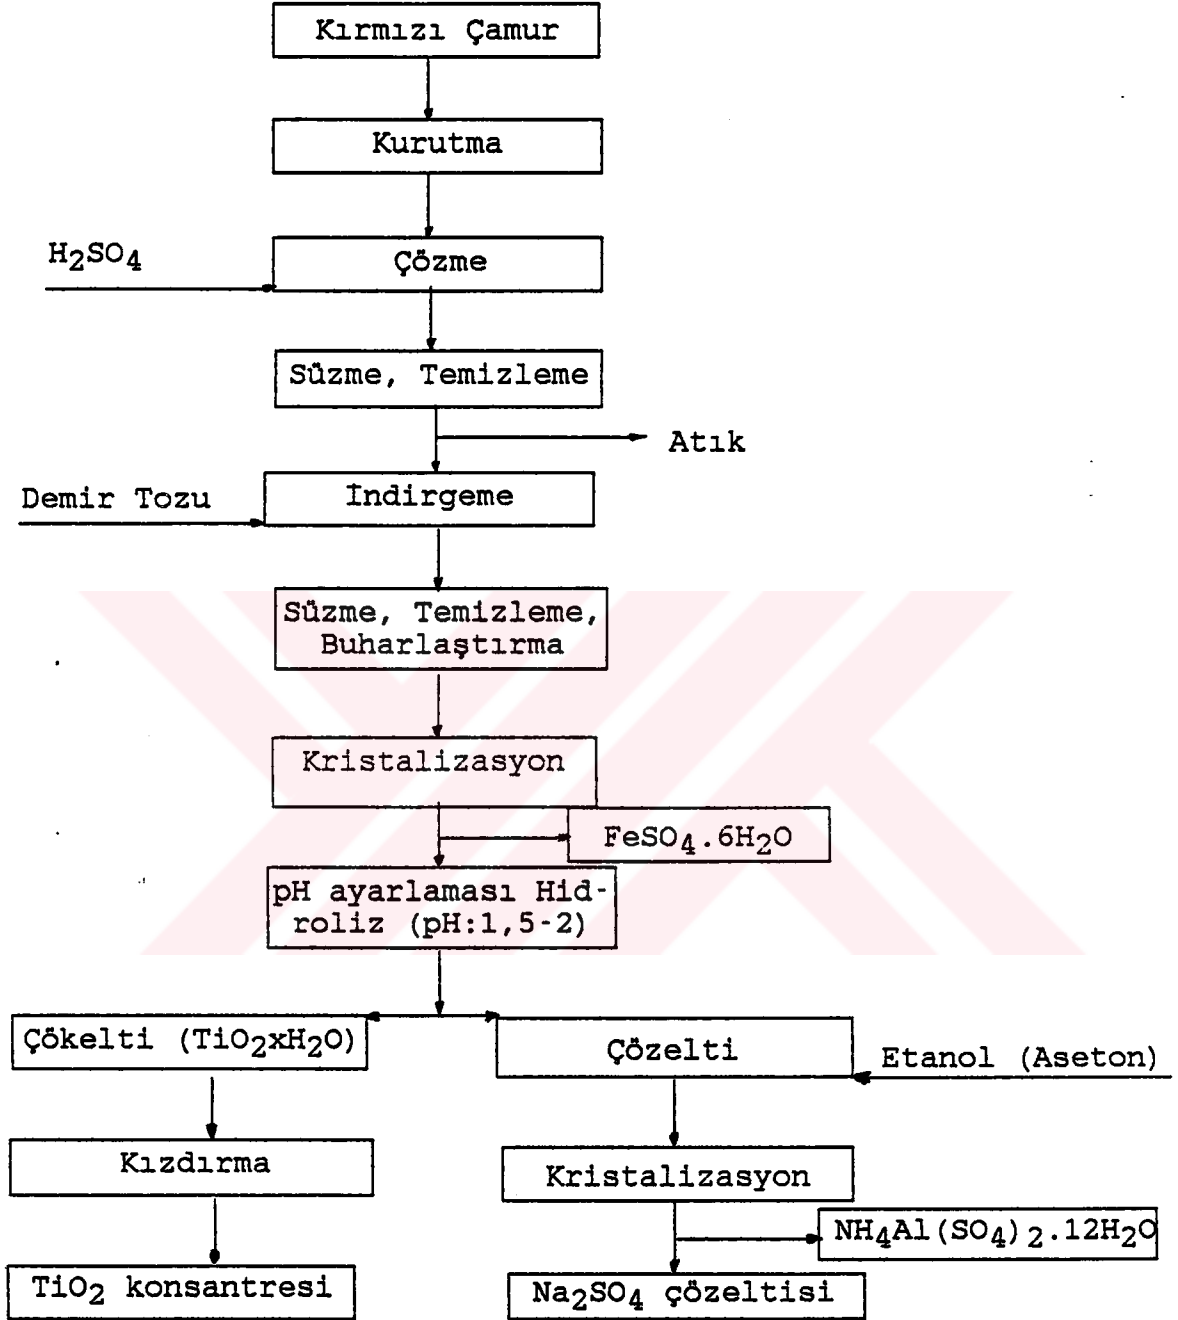 Kırmızı Çamur
Kurutma
H₂SO₄
Çözme
Süzme, Temizleme
Atık
Demir Tozu
İndirgeme
Süzme, Temizleme,
Buharlaştırma
Kristalizasyon
FeSO₄.6H₂O
pH ayarlaması Hid-
roliz (pH:1,5-2)
Çökelti (TiO₂xH₂O)
Çözelti
Etanol (Aseton)
Kızdırma
Kristalizasyon
NH₄Al(SO₄)₂.12H₂O
TiO₂ konsantresi
Na₂SO₄ çözeltisi